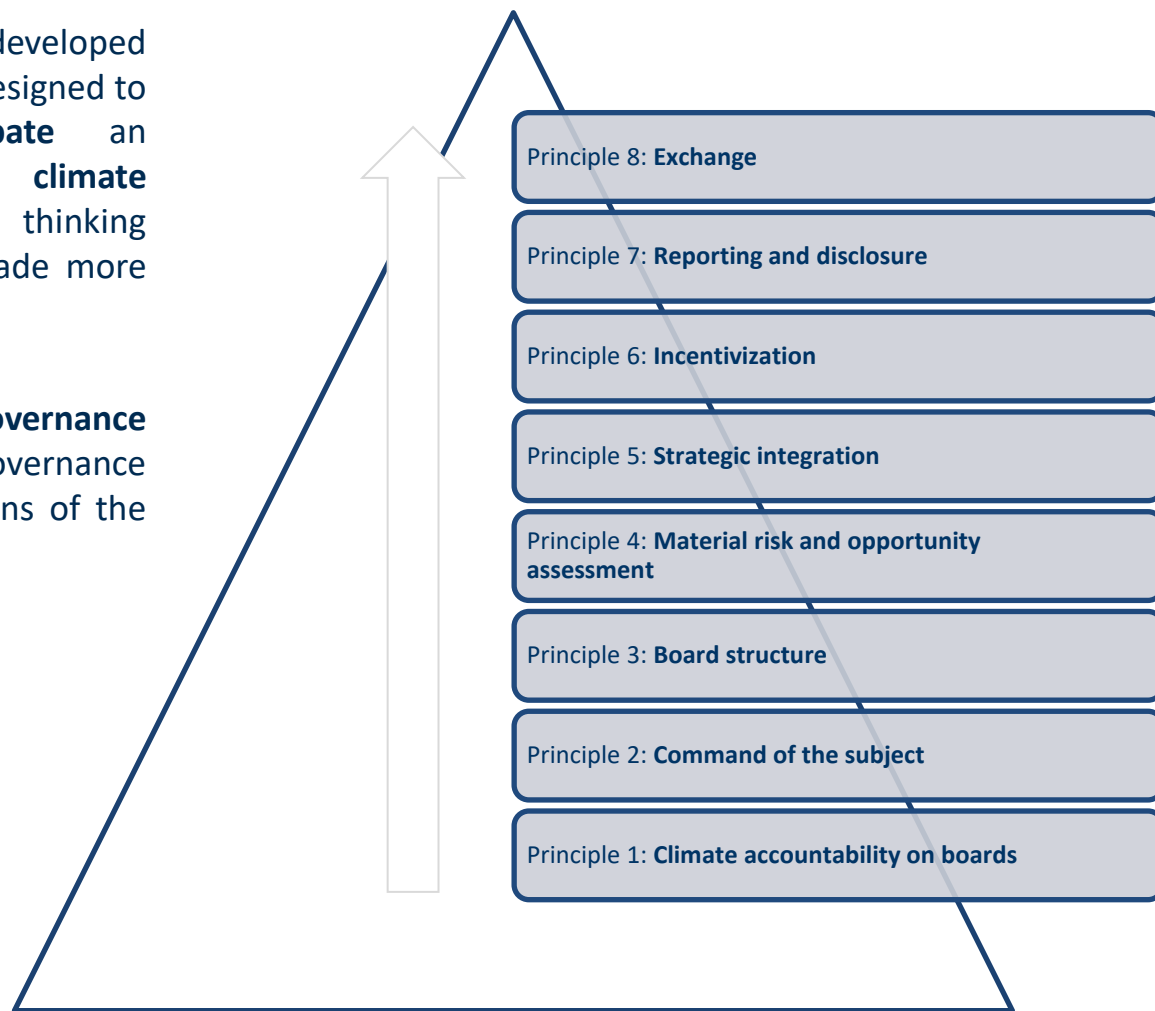 developed
esigned to
bate an
climate
thinking
ade more
overnance
overnance
ns of the
Principle 8: Exchange
Principle 7: Reporting and disclosure
Principle 6: Incentivization
Principle 5: Strategic integration
Principle 4: Material risk and opportunity
assessment
Principle 3: Board structure
Principle 2: Command of the subject
Principle 1: Climate accountability on boards